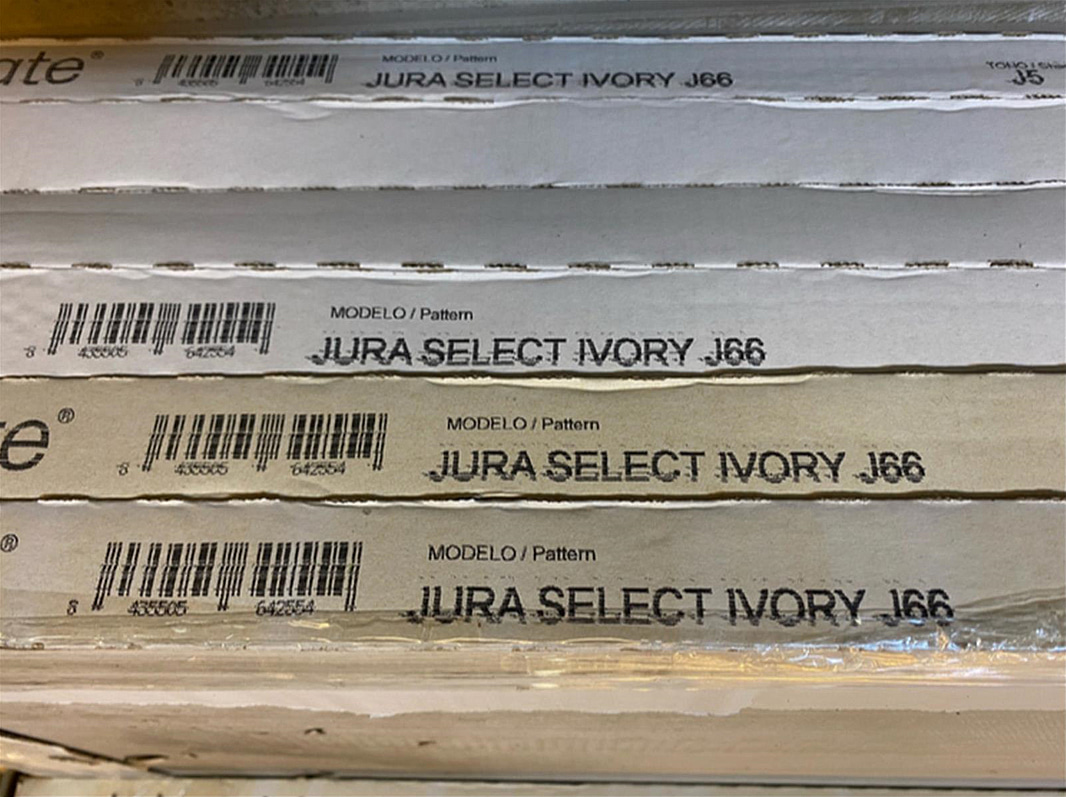 ate®
8 435505 642554
MODELO / Pattern
JURA SELECT IVORY J66
J5
8 435505 642554
MODELO / Pattern
JURA SELECT IVORY J66
e®
8 435505 642554
MODELO / Pattern
JURA SELECT IVORY J66
®
8 435505 642554
MODELO / Pattern
JURA SELECT IVORY J66